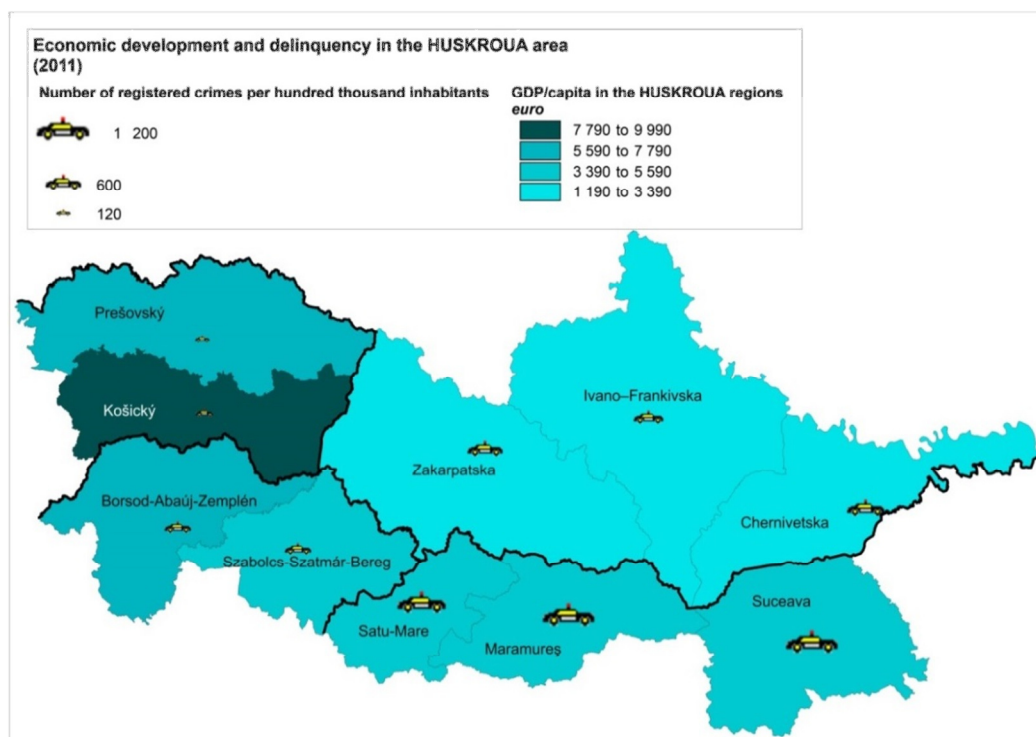 Economic development and delinquency in the HUSKROUA area
(2011)
Number of registered crimes per hundred thousand inhabitants
1 200
600
120
GDP/capita in the HUSKROUA regions
euro
7 790 to 9 990
5 590 to 7 790
3 390 to 5 590
1 190 to 3 390
Prešovský
Košický
Ivano–Frankivska
Zakarpatska
Borsod-Abaúj-Zemplén
Chernivetska
Szabolcs-Szatmár-Bereg
Suceava
Satu-Mare
Maramureş